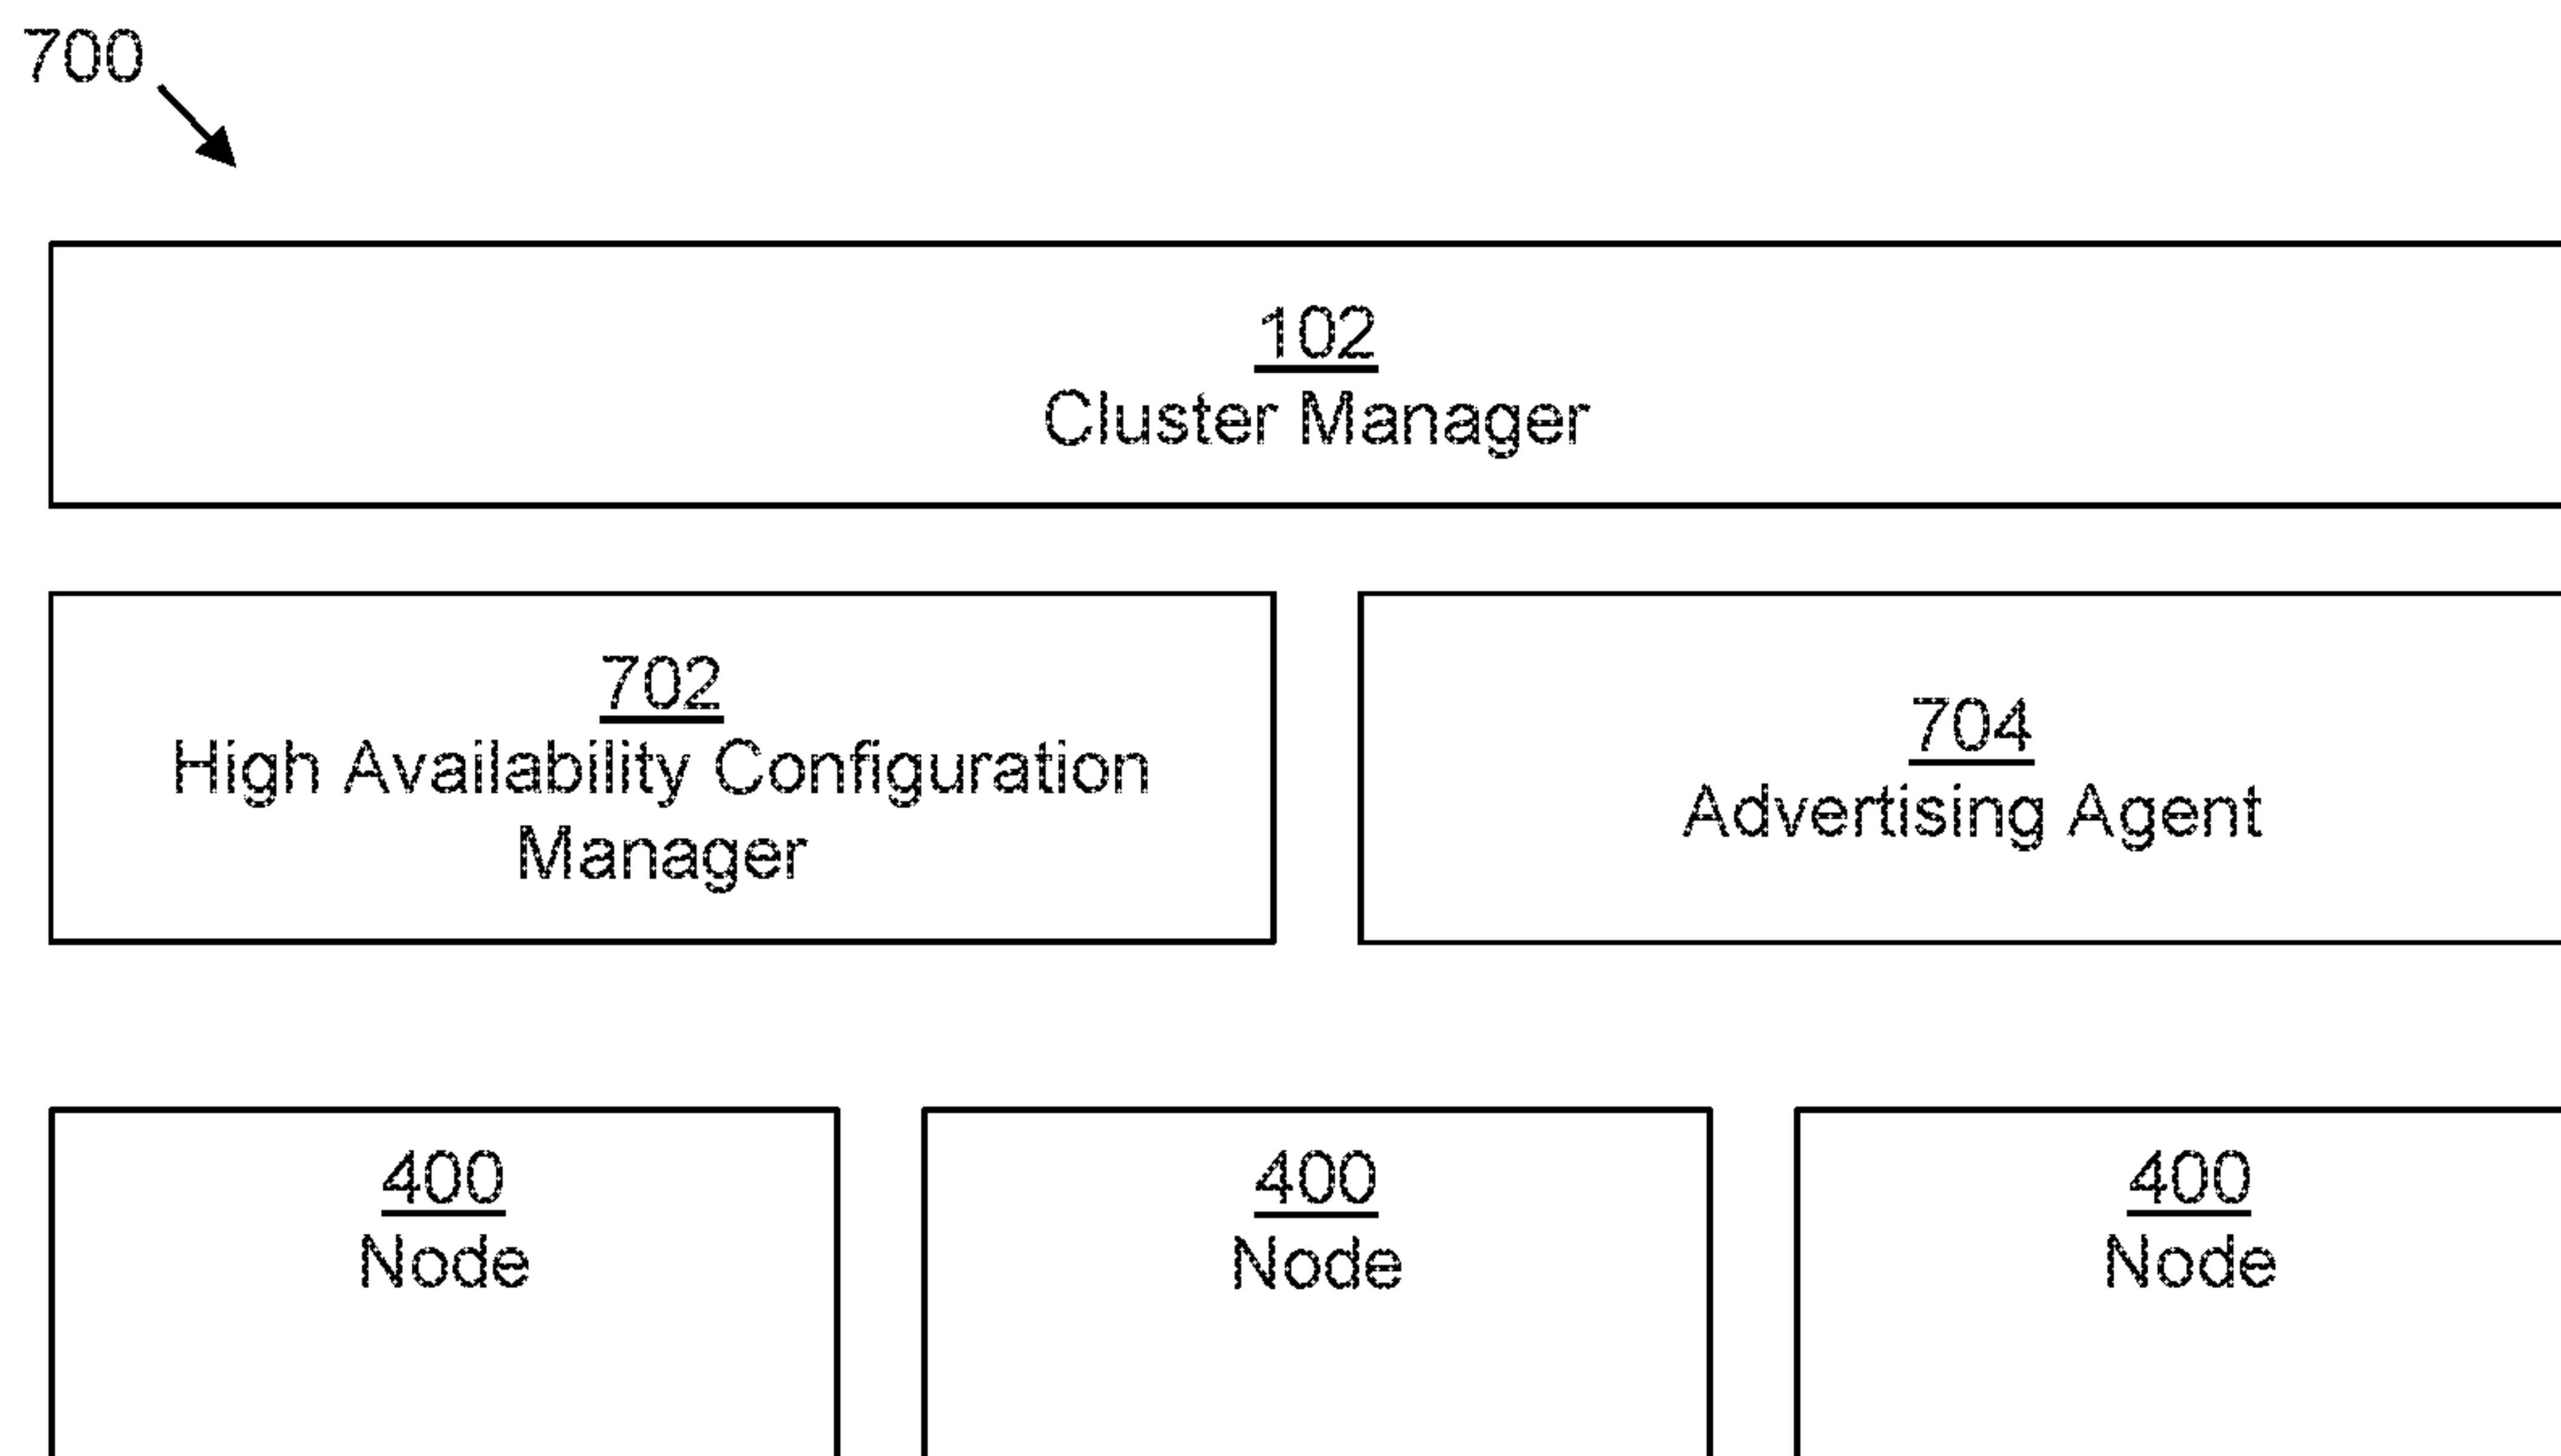 700
102
Cluster Manager
702
High Availability Configuration
Manager
704
Advertising Agent
400
Node
400
Node
400
Node